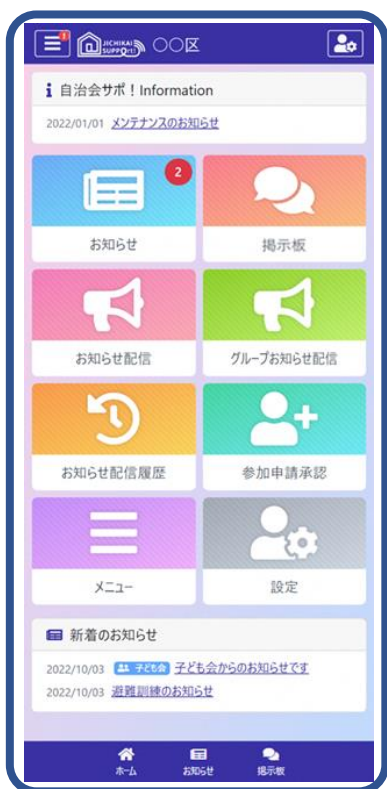 !
JICHIKAI
SUPPORT! ○○区
i 自治会サポ！Information
2022/01/01 メンテナンスのお知らせ
2
お知らせ 掲示板
お知らせ配信 グループお知らせ配信
お知らせ配信履歴 参加申請承認
メニュー 設定
新着のお知らせ
2022/10/03 子ども会 子ども会からのお知らせです
2022/10/03 避難訓練のお知らせ
ホーム お知らせ 掲示板